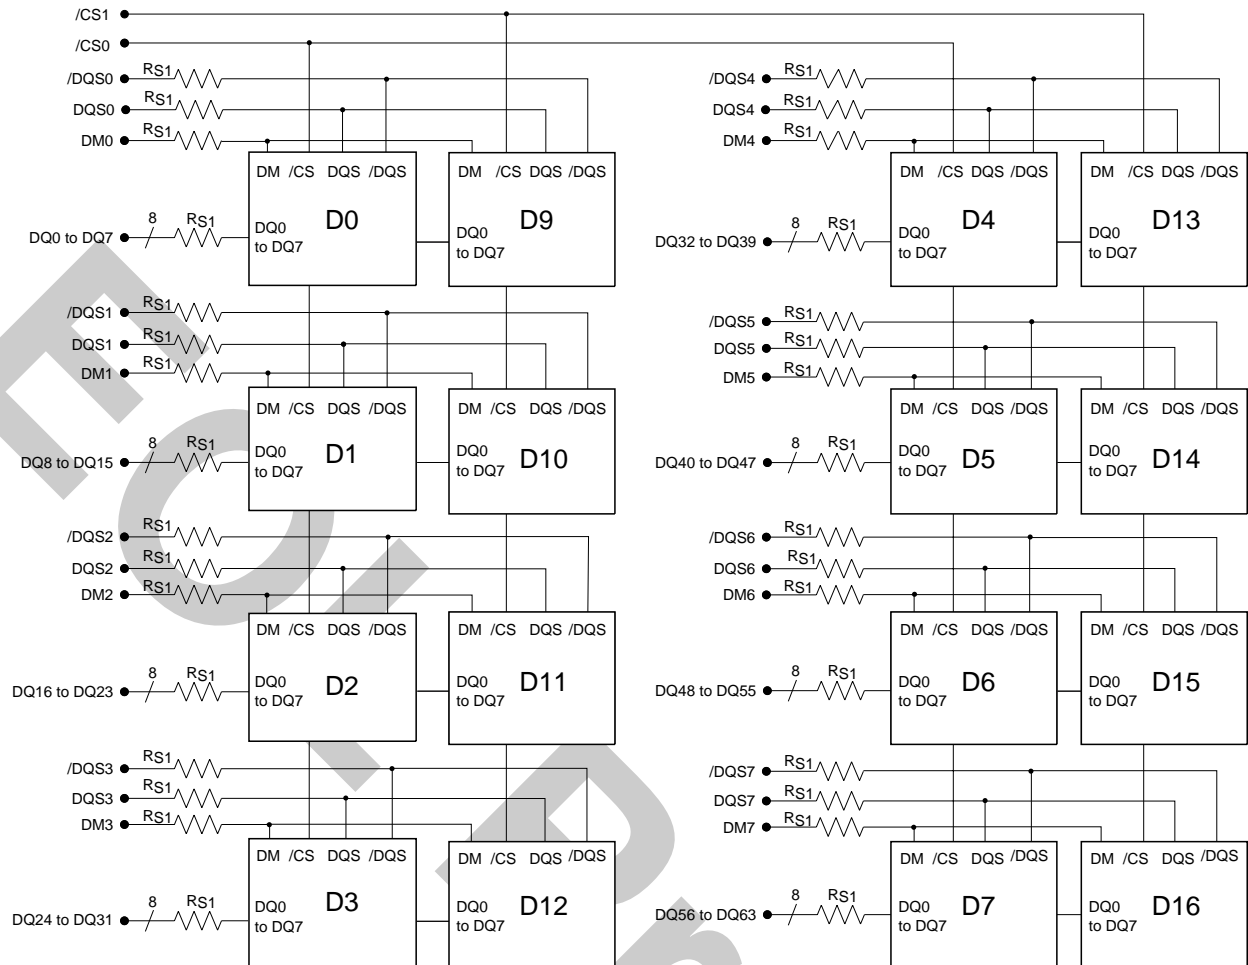 /CS1
/CS0
/DQS0 RS1
DQS0 RS1
DM0 RS1
DM /CS DQS /DQS
D0
DQ0 to DQ7 8 RS1
DQ0
to DQ7
DM /CS DQS /DQS
D9
DQ0
to DQ7
/DQS1 RS1
DQS1 RS1
DM1 RS1
DM /CS DQS /DQS
D1
DQ8 to DQ15 8 RS1
DQ0
to DQ7
DM /CS DQS /DQS
D10
DQ0
to DQ7
/DQS2 RS1
DQS2 RS1
DM2 RS1
DM /CS DQS /DQS
D2
DQ16 to DQ23 8 RS1
DQ0
to DQ7
DM /CS DQS /DQS
D11
DQ0
to DQ7
/DQS3 RS1
DQS3 RS1
DM3 RS1
DM /CS DQS /DQS
D3
DQ24 to DQ31 8 RS1
DQ0
to DQ7
DM /CS DQS /DQS
D12
DQ0
to DQ7
/DQS4 RS1
DQS4 RS1
DM4 RS1
DM /CS DQS /DQS
D4
DQ32 to DQ39 8 RS1
DQ0
to DQ7
DM /CS DQS /DQS
D13
DQ0
to DQ7
/DQS5 RS1
DQS5 RS1
DM5 RS1
DM /CS DQS /DQS
D5
DQ40 to DQ47 8 RS1
DQ0
to DQ7
DM /CS DQS /DQS
D14
DQ0
to DQ7
/DQS6 RS1
DQS6 RS1
DM6 RS1
DM /CS DQS /DQS
D6
DQ48 to DQ55 8 RS1
DQ0
to DQ7
DM /CS DQS /DQS
D15
DQ0
to DQ7
/DQS7 RS1
DQS7 RS1
DM7 RS1
DM /CS DQS /DQS
D7
DQ56 to DQ63 8 RS1
DQ0
to DQ7
DM /CS DQS /DQS
D16
DQ0
to DQ7